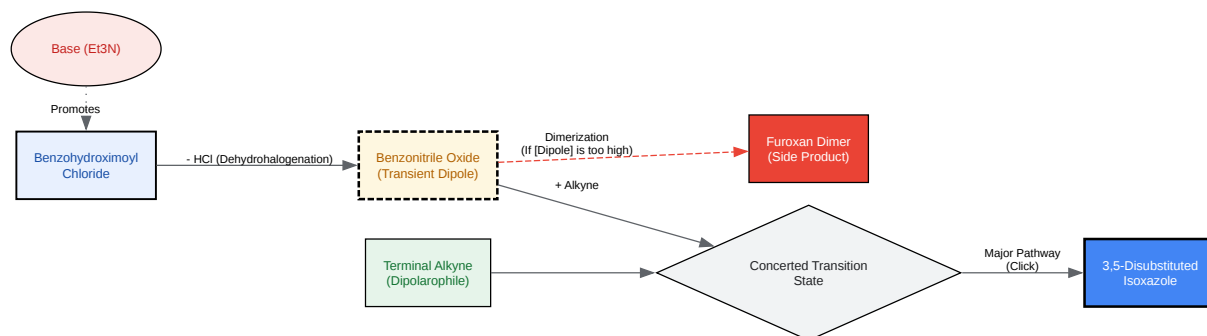 Base (Et3N)
Promotes
Benzohydroximoyl
Chloride
- HCl (Dehydrohalogenation)
Benzonitrile Oxide
(Transient Dipole)
Dimerization
(If [Dipole] is too high)
Furoxan Dimer
(Side Product)
+ Alkyne
Terminal Alkyne
(Dipolarophile)
Concerted Transition
State
Major Pathway
(Click)
3,5-Disubstituted
Isoxazole